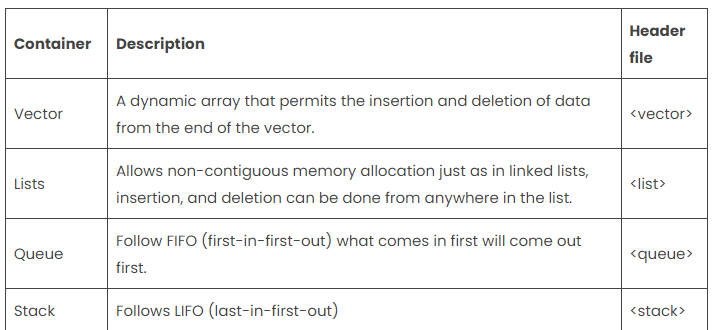 Container Description Header file
Vector A dynamic array that permits the insertion and deletion of data
from the end of the vector. <vector>
Lists Allows non-contiguous memory allocation just as in linked lists,
insertion, and deletion can be done from anywhere in the list. <list>
Queue Follow FIFO (first-in-first-out) what comes in first will come out
first. <queue>
Stack Follows LIFO (last-in-first-out) <stack>